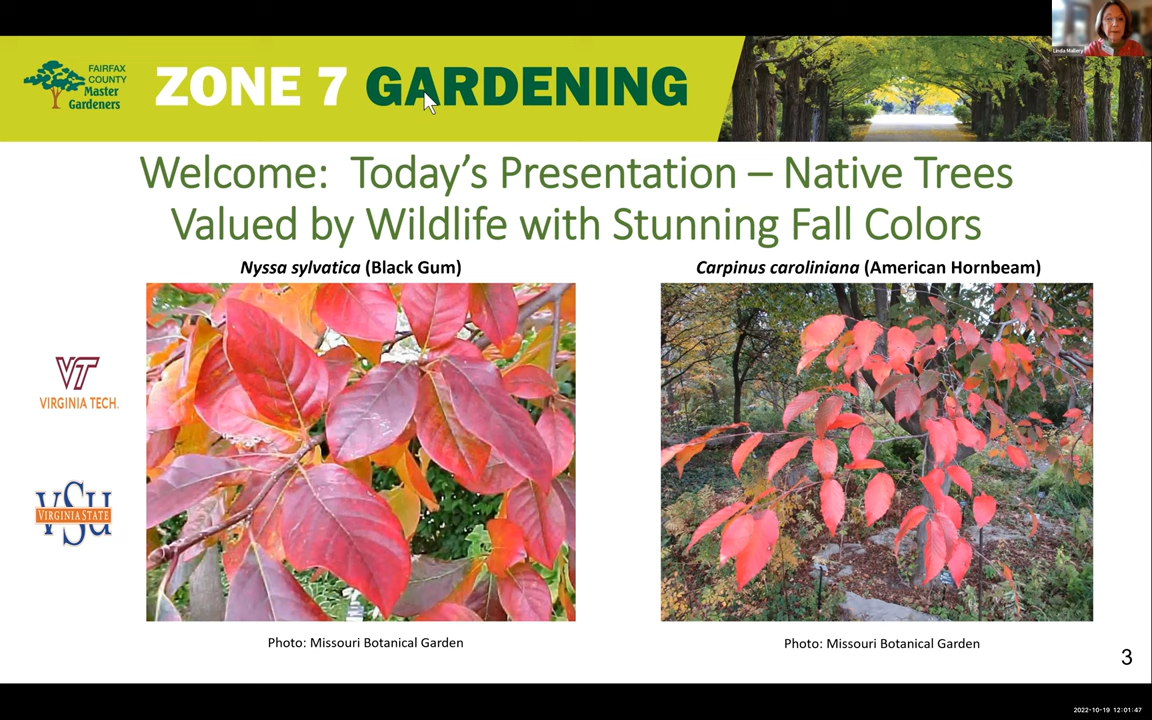 Linda Mallery
FAIRFAX
COUNTY
Master
Gardeners
ZONE 7 GARDENING
Welcome:  Today’s Presentation – Native Trees
Valued by Wildlife with Stunning Fall Colors
Nyssa sylvatica (Black Gum)
Carpinus caroliniana (American Hornbeam)
VT
VIRGINIA TECH.
VSU
VIRGINIA STATE
Photo: Missouri Botanical Garden
Photo: Missouri Botanical Garden
3
2022-10-19 12:01:47